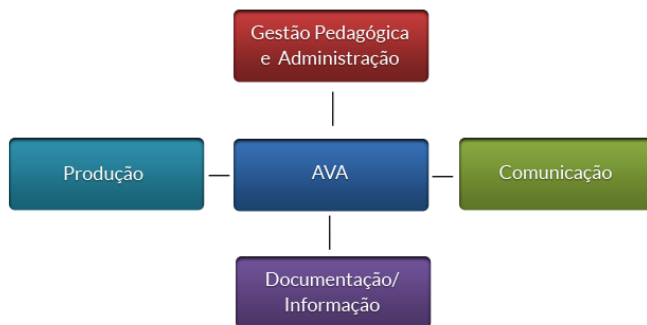 Gestão Pedagógica
e Administração
Produção
AVA
Comunicação
Documentação/
Informação